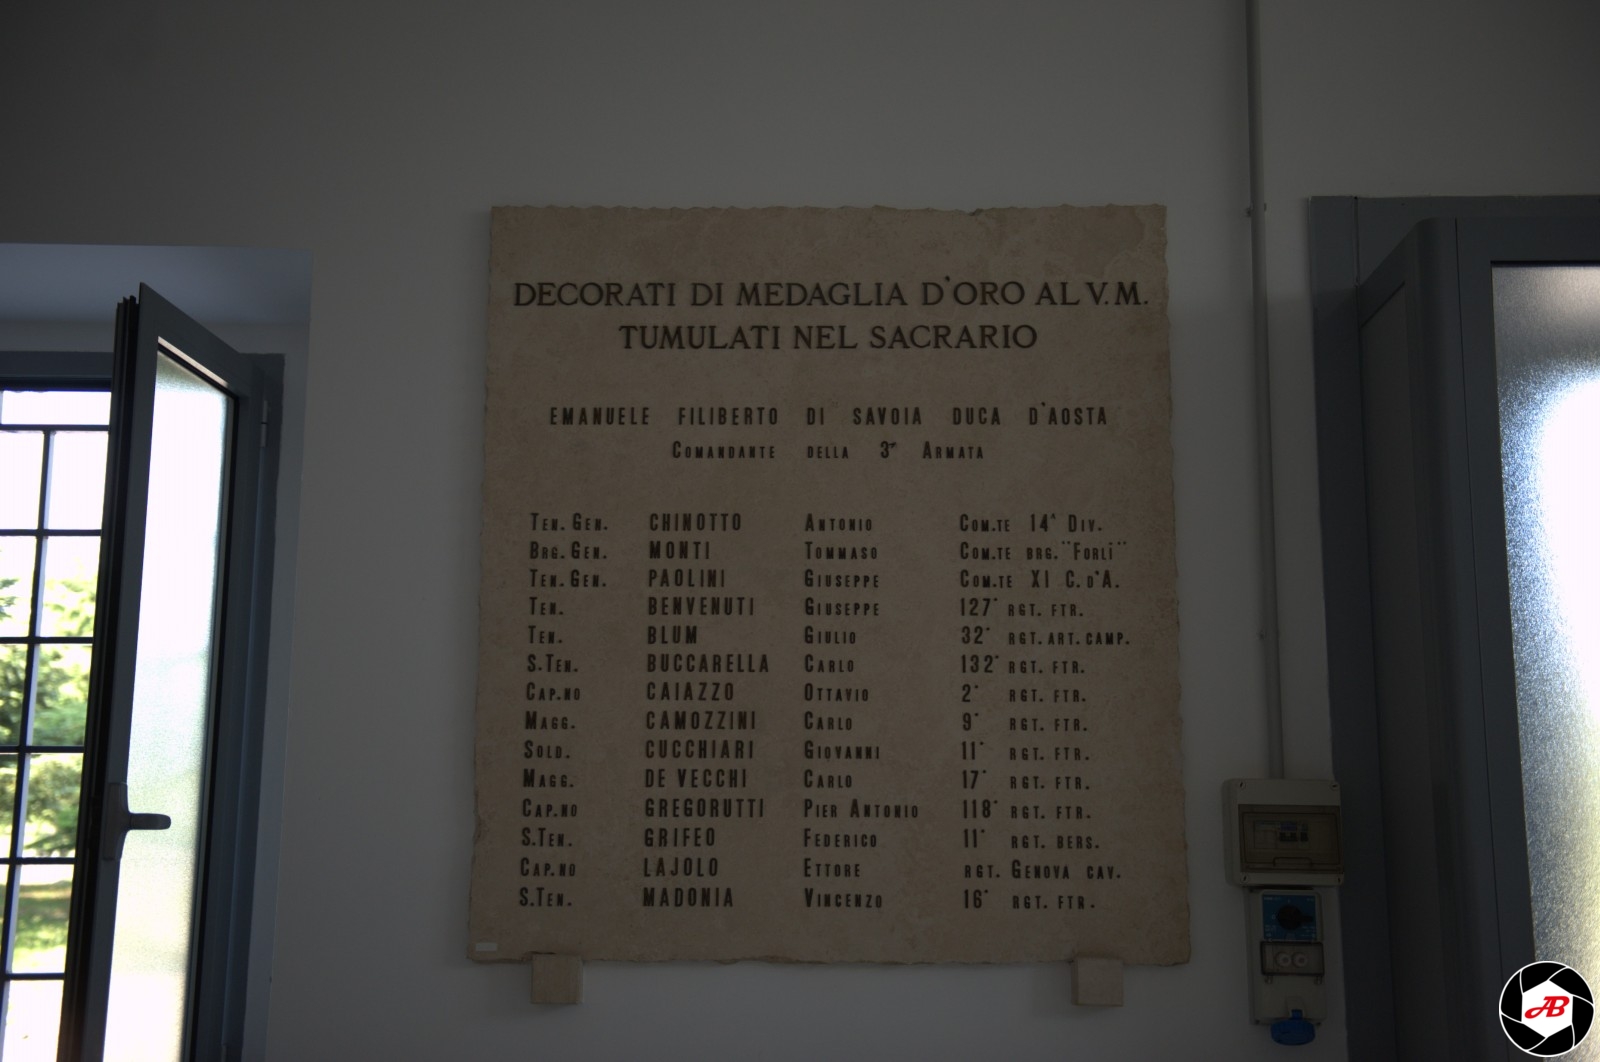 DECORATI DI MEDAGLIA D'ORO AL V.M.
TUMULATI NEL SACRARIO
EMANUELE FILIBERTO DI SAVOIA DUCA D'AOSTA
COMANDANTE DELLA 3ª ARMATA
TEN. GEN. CHINOTTO ANTONIO COM.TE 14ª DIV.
BRG. GEN. MONTI TOMMASO COM.TE BRG. "FORLÌ"
TEN. GEN. PAOLINI GIUSEPPE COM.TE XI C. D'A.
TEN. BENVENUTI GIUSEPPE 127° RGT. FTR.
TEN. BLUM GIULIO 32° RGT. ART. CAMP.
S.TEN. BUCCARELLA CARLO 132° RGT. FTR.
CAP.NO CAIAZZO OTTAVIO 2° RGT. FTR.
MAGG. CAMOZZINI CARLO 9° RGT. FTR.
SOLD. CUCCHIARI GIOVANNI 11° RGT. FTR.
MAGG. DE VECCHI CARLO 17° RGT. FTR.
CAP.NO GREGORUTTI PIER ANTONIO 118° RGT. FTR.
S.TEN. GRIFEO FEDERICO 11° RGT. BERS.
CAP.NO LAJOLO ETTORE RGT. GENOVA CAV.
S.TEN. MADONIA VINCENZO 16° RGT. FTR.
AB